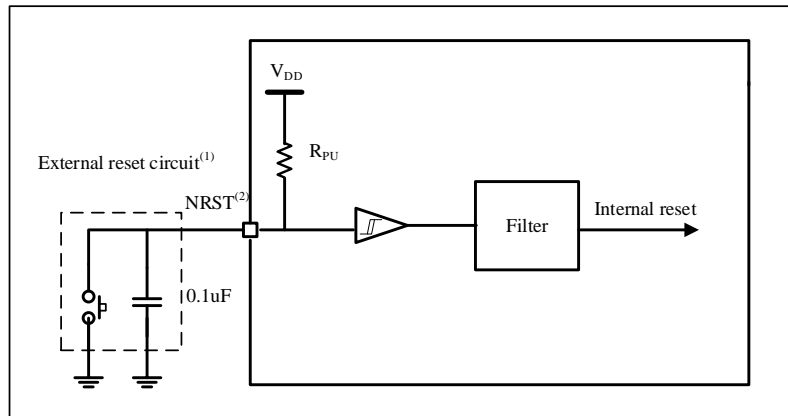 V_DD
R_PU
External reset circuit^(1)
NRST^(2)
Filter
Internal reset
0.1uF